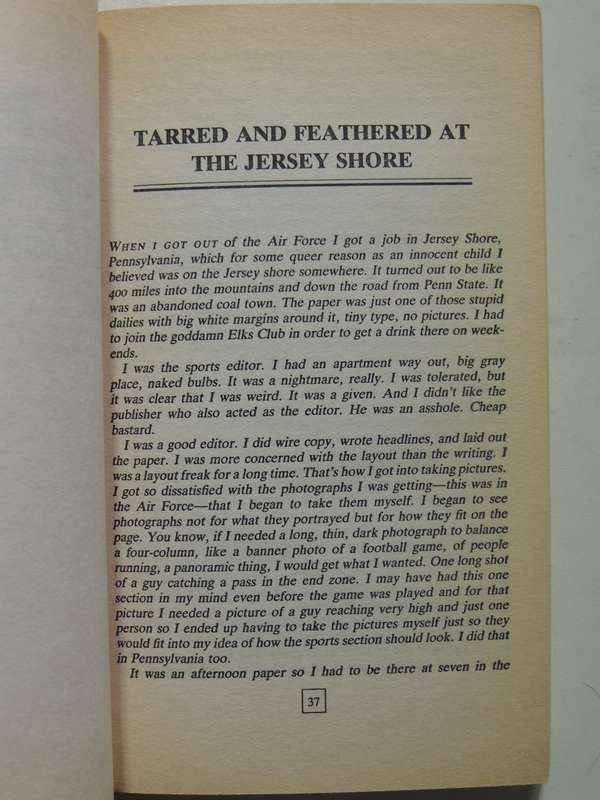 TARRED AND FEATHERED AT
THE JERSEY SHORE
WHEN I GOT OUT of the Air Force I got a job in Jersey Shore,
Pennsylvania, which for some queer reason as an innocent child I
believed was on the Jersey shore somewhere. It turned out to be like
400 miles into the mountains and down the road from Penn State. It
was an abandoned coal town. The paper was just one of those stupid
dailies with big white margins around it, tiny type, no pictures. I had
to join the goddamn Elks Club in order to get a drink there on week-
ends.
I was the sports editor. I had an apartment way out, big gray
place, naked bulbs. It was a nightmare, really. I was tolerated, but
it was clear that I was weird. It was a given. And I didn't like the
publisher who also acted as the editor. He was an asshole. Cheap
bastard.
I was a good editor. I did wire copy, wrote headlines, and laid out
the paper. I was more concerned with the layout than the writing. I
was a layout freak for a long time. That's how I got into taking pictures.
I got so dissatisfied with the photographs I was getting—this was in
the Air Force—that I began to take them myself. I began to see
photographs not for what they portrayed but for how they fit on the
page. You know, if I needed a long, thin, dark photograph to balance
a four-column, like a banner photo of a football game, of people
running, a panoramic thing, I would get what I wanted. One long shot
of a guy catching a pass in the end zone. I may have had this one
section in my mind even before the game was played and for that
picture I needed a picture of a guy reaching very high and just one
person so I ended up having to take the pictures myself just so they
would fit into my idea of how the sports section should look. I did that
in Pennsylvania too.
It was an afternoon paper so I had to be there at seven in the
37